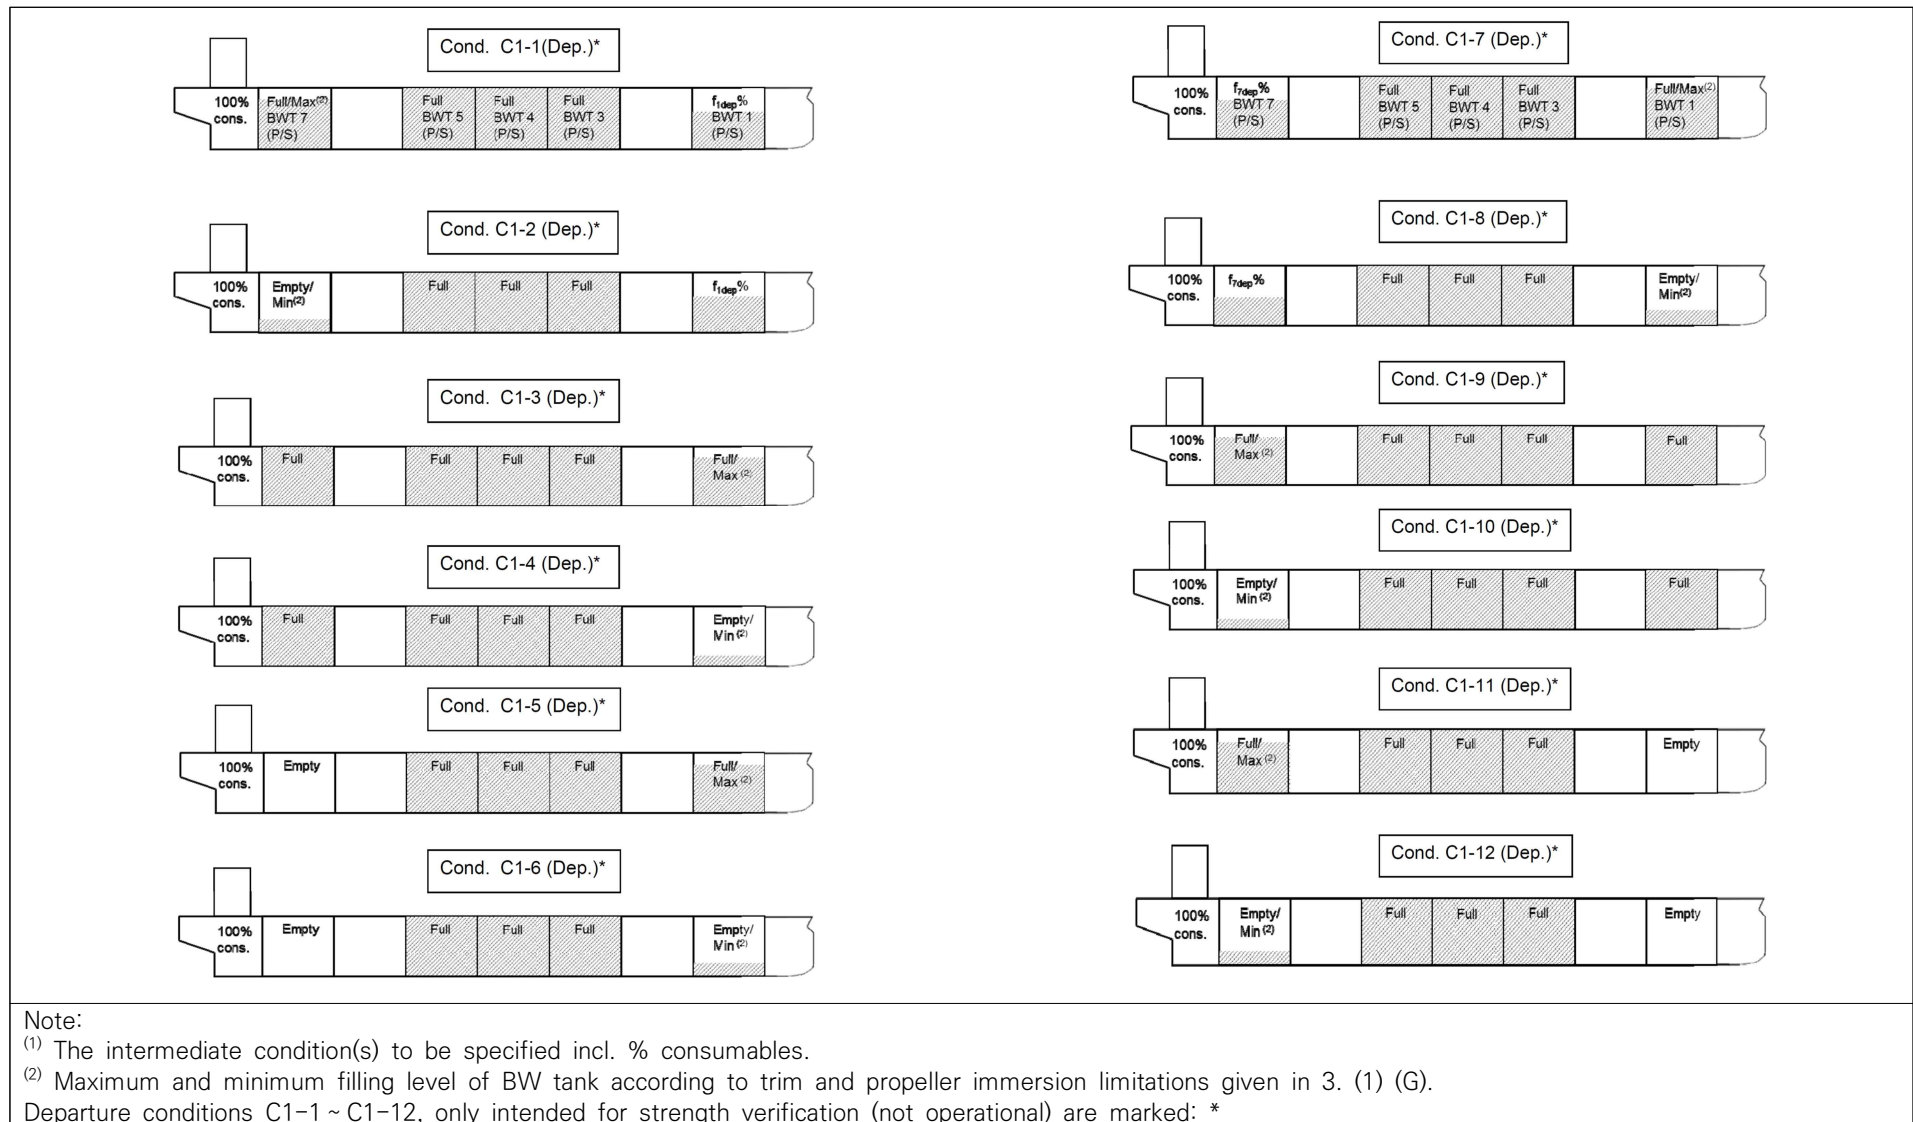 Cond. C1-1(Dep.)*
100%
cons.
Full/Max(2)
BWT 7
(P/S)
Full
BWT 5
(P/S)
Full
BWT 4
(P/S)
Full
BWT 3
(P/S)
f1dep%
BWT 1
(P/S)
Cond. C1-2 (Dep.)*
100%
cons.
Empty/
Min(2)
Full
Full
Full
f1dep%
Cond. C1-3 (Dep.)*
100%
cons.
Full
Full
Full
Full
Full/
Max (2)
Cond. C1-4 (Dep.)*
100%
cons.
Full
Full
Full
Full
Empty/
Min (2)
Cond. C1-5 (Dep.)*
100%
cons.
Empty
Full
Full
Full
Full/
Max (2)
Cond. C1-6 (Dep.)*
100%
cons.
Empty
Full
Full
Full
Empty/
Min (2)
Cond. C1-7 (Dep.)*
100%
cons.
f7dep%
BWT 7
(P/S)
Full
BWT 5
(P/S)
Full
BWT 4
(P/S)
Full
BWT 3
(P/S)
Full/Max(2)
BWT 1
(P/S)
Cond. C1-8 (Dep.)*
100%
cons.
f7dep%
Full
Full
Full
Empty/
Min(2)
Cond. C1-9 (Dep.)*
100%
cons.
Full/
Max (2)
Full
Full
Full
Full
Cond. C1-10 (Dep.)*
100%
cons.
Empty/
Min (2)
Full
Full
Full
Full
Cond. C1-11 (Dep.)*
100%
cons.
Full/
Max (2)
Full
Full
Full
Empty
Cond. C1-12 (Dep.)*
100%
cons.
Empty/
Min (2)
Full
Full
Full
Empty
Note:
(1) The intermediate condition(s) to be specified incl. % consumables.
(2) Maximum and minimum filling level of BW tank according to trim and propeller immersion limitations given in 3. (1) (G).
Departure conditions C1-1 ~ C1-12, only intended for strength verification (not operational) are marked: *